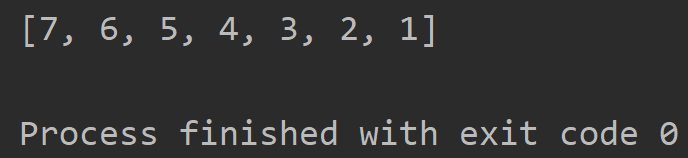 [7, 6, 5, 4, 3, 2, 1]
Process finished with exit code 0